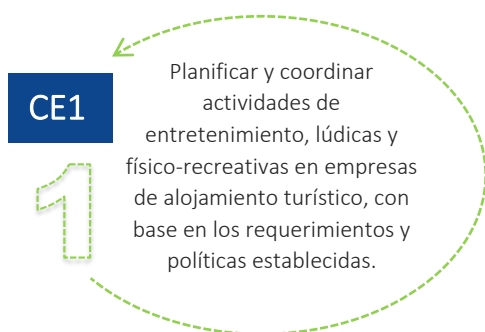 CE1
1
Planificar y coordinar
actividades de
entretenimiento, lúdicas y
físico-recreativas en empresas
de alojamiento turístico, con
base en los requerimientos y
políticas establecidas.